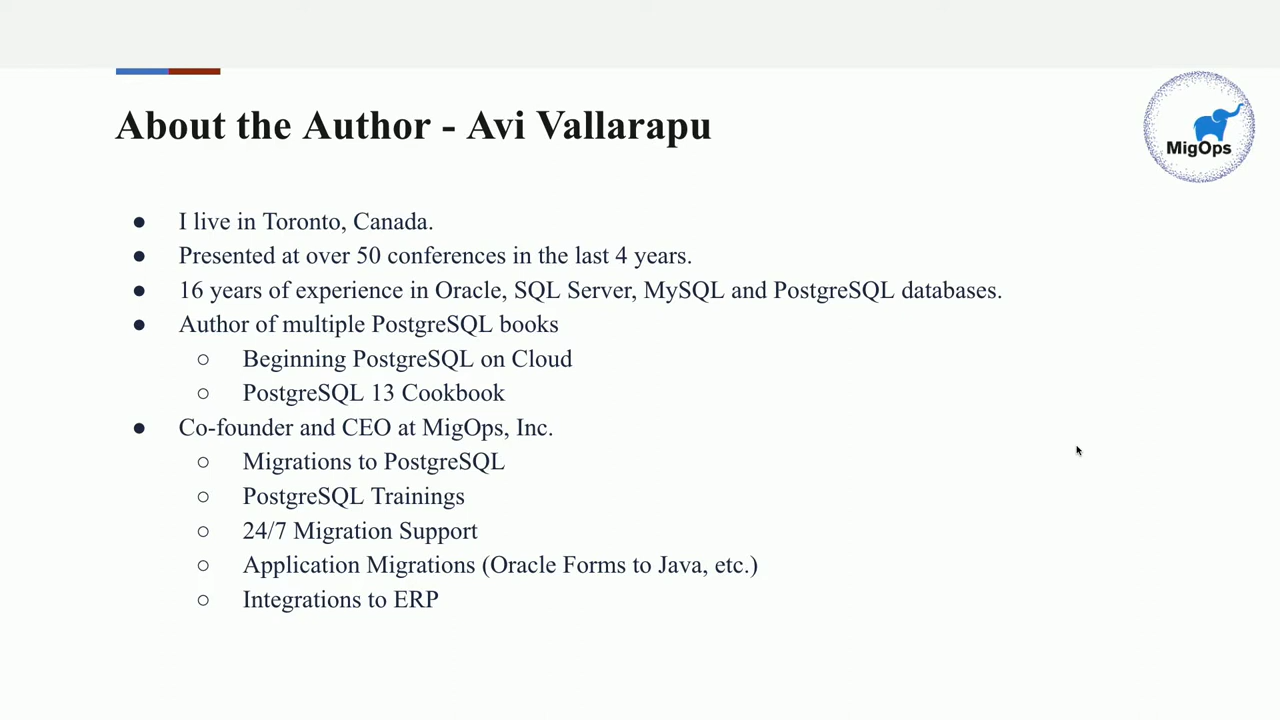 About the Author - Avi Vallarapu
MigOps
● I live in Toronto, Canada.
● Presented at over 50 conferences in the last 4 years.
● 16 years of experience in Oracle, SQL Server, MySQL and PostgreSQL databases.
● Author of multiple PostgreSQL books
○ Beginning PostgreSQL on Cloud
○ PostgreSQL 13 Cookbook
● Co-founder and CEO at MigOps, Inc.
○ Migrations to PostgreSQL
○ PostgreSQL Trainings
○ 24/7 Migration Support
○ Application Migrations (Oracle Forms to Java, etc.)
○ Integrations to ERP